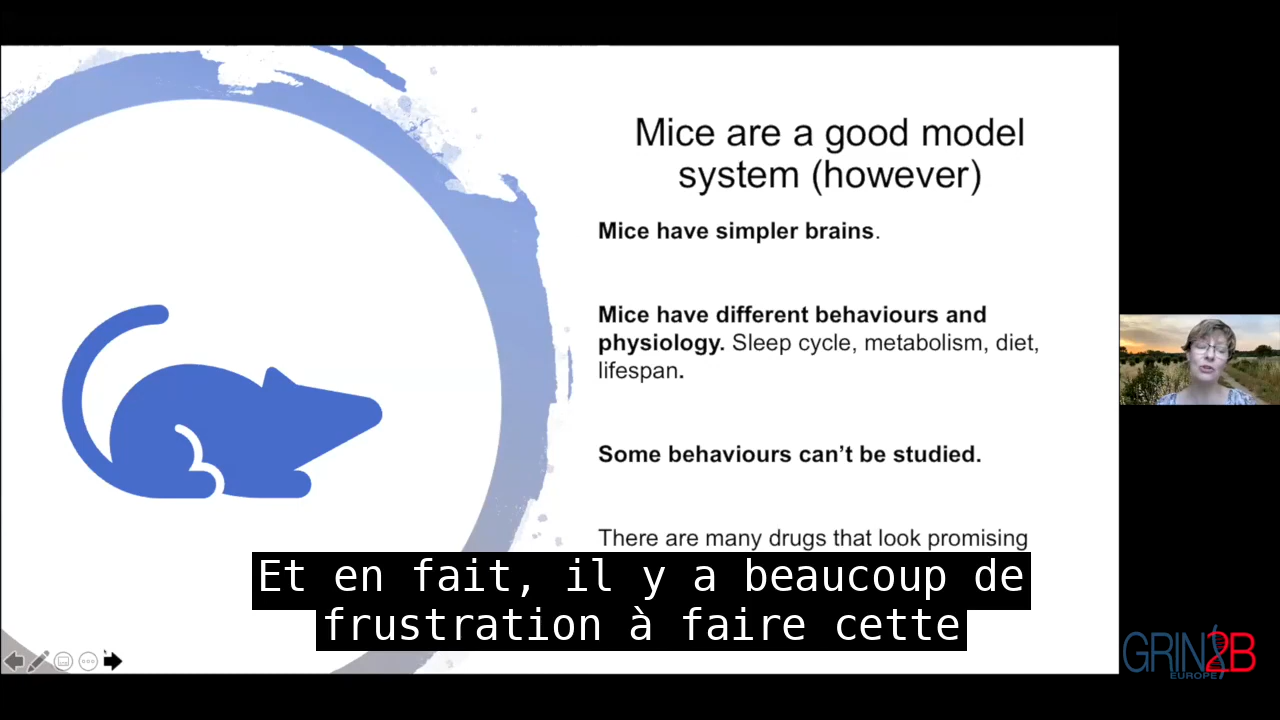 Mice are a good model
system (however)
Mice have simpler brains.
Mice have different behaviours and
physiology. Sleep cycle, metabolism, diet,
lifespan.
Some behaviours can't be studied.
There are many drugs that look promising
Et en fait, il y a beaucoup de
frustration à faire cette
GRIN2B
EUROPE